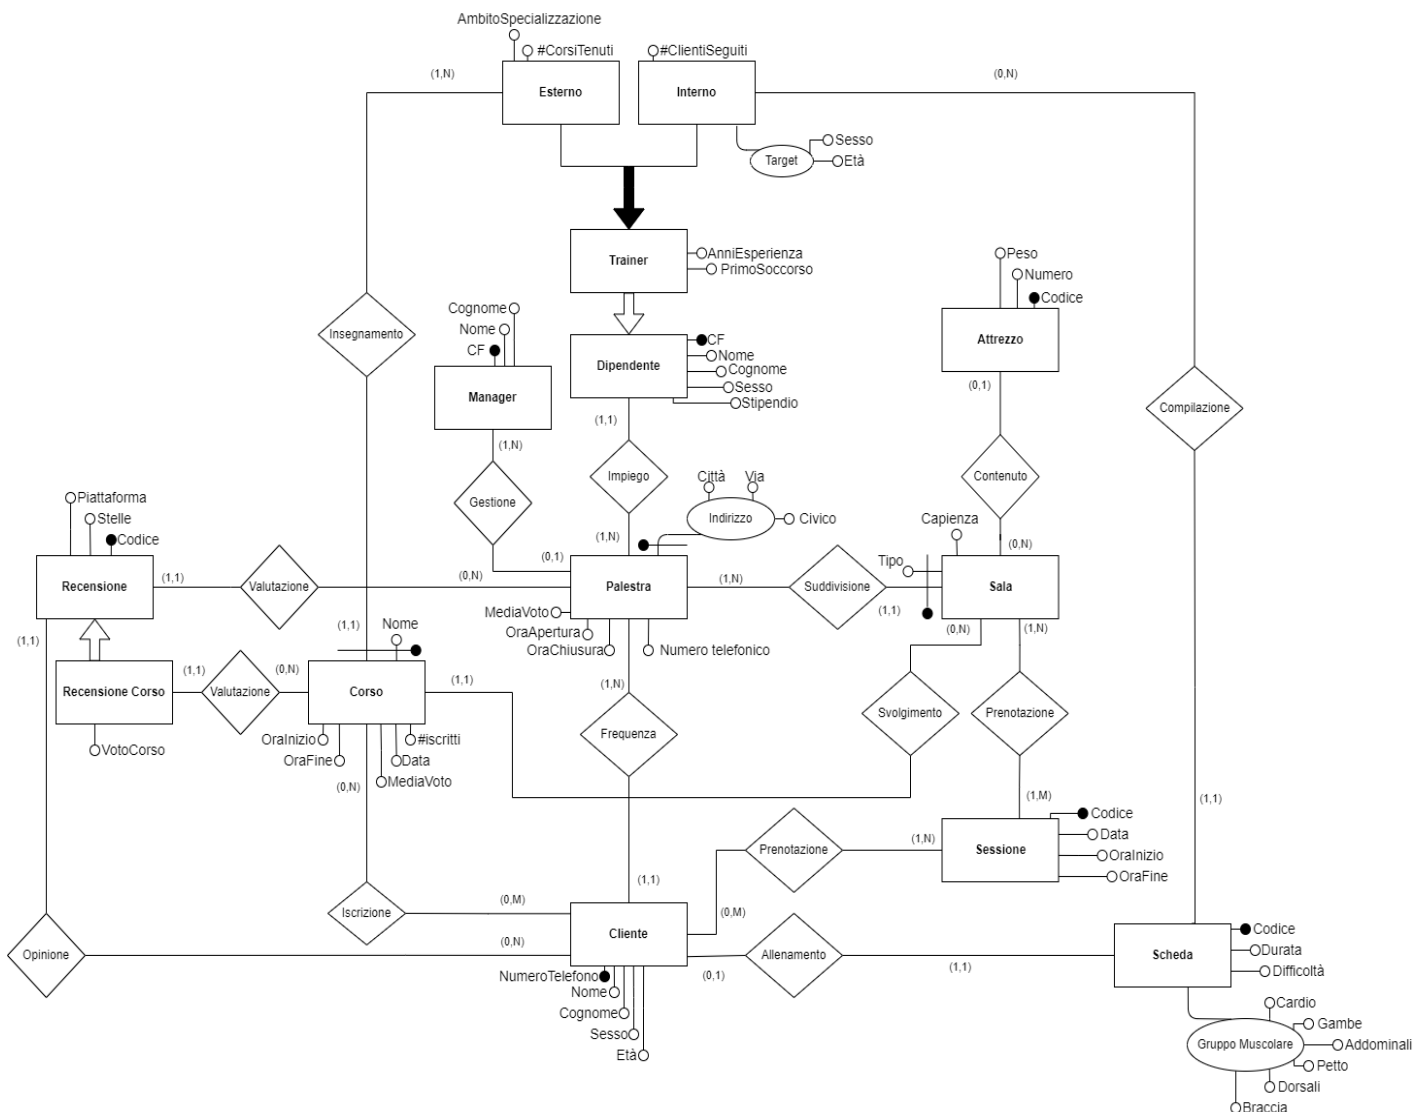 AmbitoSpecializzazione
#CorsiTenuti
#ClientiSeguiti
(1,N)
(0,N)
Esterno
Interno
Sesso
Target
Età
Trainer
AnniEsperienza
PrimoSoccorso
Peso
Numero
Codice
Cognome
Nome
CF
Insegnamento
Attrezzo
CF
Nome
Cognome
Sesso
Stipendio
Dipendente
Manager
(0,1)
Compilazione
(1,1)
(1,N)
Impiego
Contenuto
Città
Via
Gestione
Indirizzo
Civico
Piattaforma
Stelle
Codice
Capienza
(1,N)
(0,1)
(0,N)
Tipo
Recensione
(1,1)
Valutazione
(0,N)
Palestra
(1,N)
Suddivisione
(1,1)
Sala
MediaVoto
OraApertura
OraChiusura
Numero telefonico
(1,1)
(1,1)
Nome
(0,N)
(1,N)
Recensione Corso
(1,1)
Valutazione
(0,N)
Corso
(1,1)
(1,N)
Svolgimento
Prenotazione
VotoCorso
OraInizio
OraFine
#iscritti
Data
MediaVoto
Frequenza
(0,N)
(1,M)
(1,1)
Codice
Data
OraInizio
OraFine
Prenotazione
(1,N)
Sessione
(1,1)
Iscrizione
(0,M)
(0,M)
Cliente
Opinione
(0,N)
Allenamento
(0,1)
(1,1)
Scheda
Codice
Durata
Difficoltà
NumeroTelefono
Nome
Cognome
Sesso
Età
Gruppo Muscolare
Cardio
Gambe
Addominali
Petto
Dorsali
Braccia